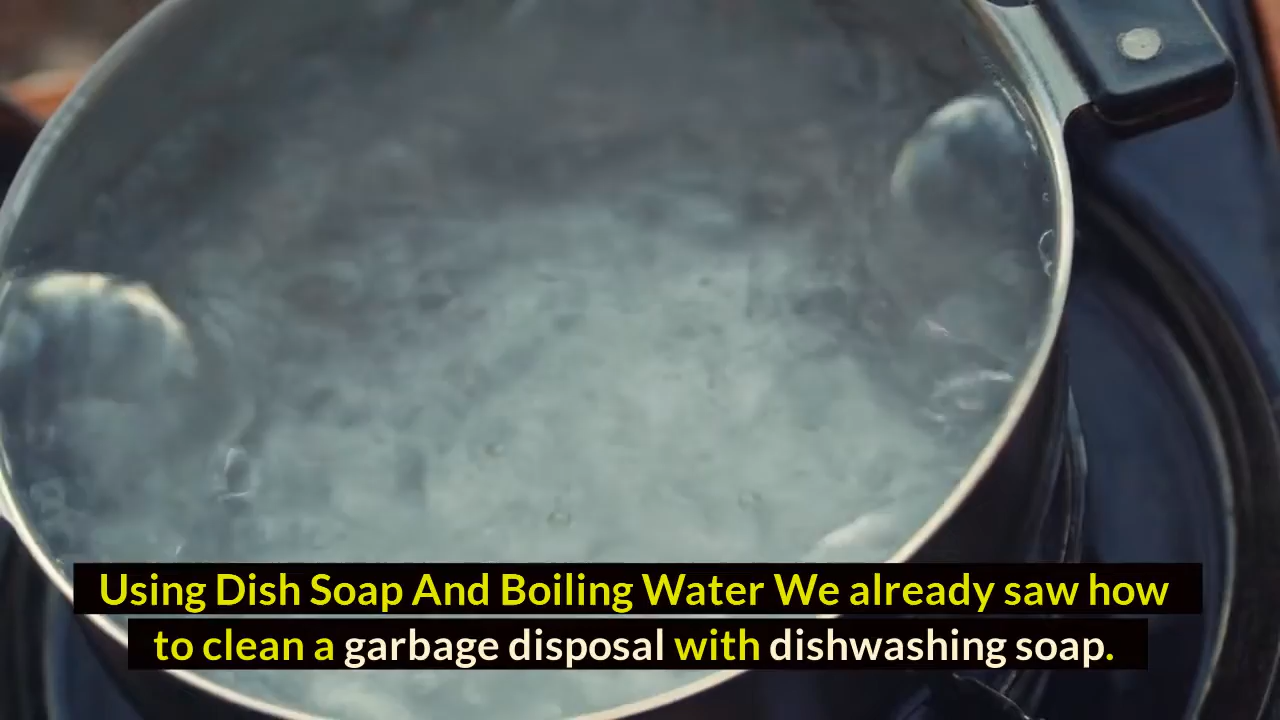 Using Dish Soap And Boiling Water We already saw how
to clean a garbage disposal with dishwashing soap.